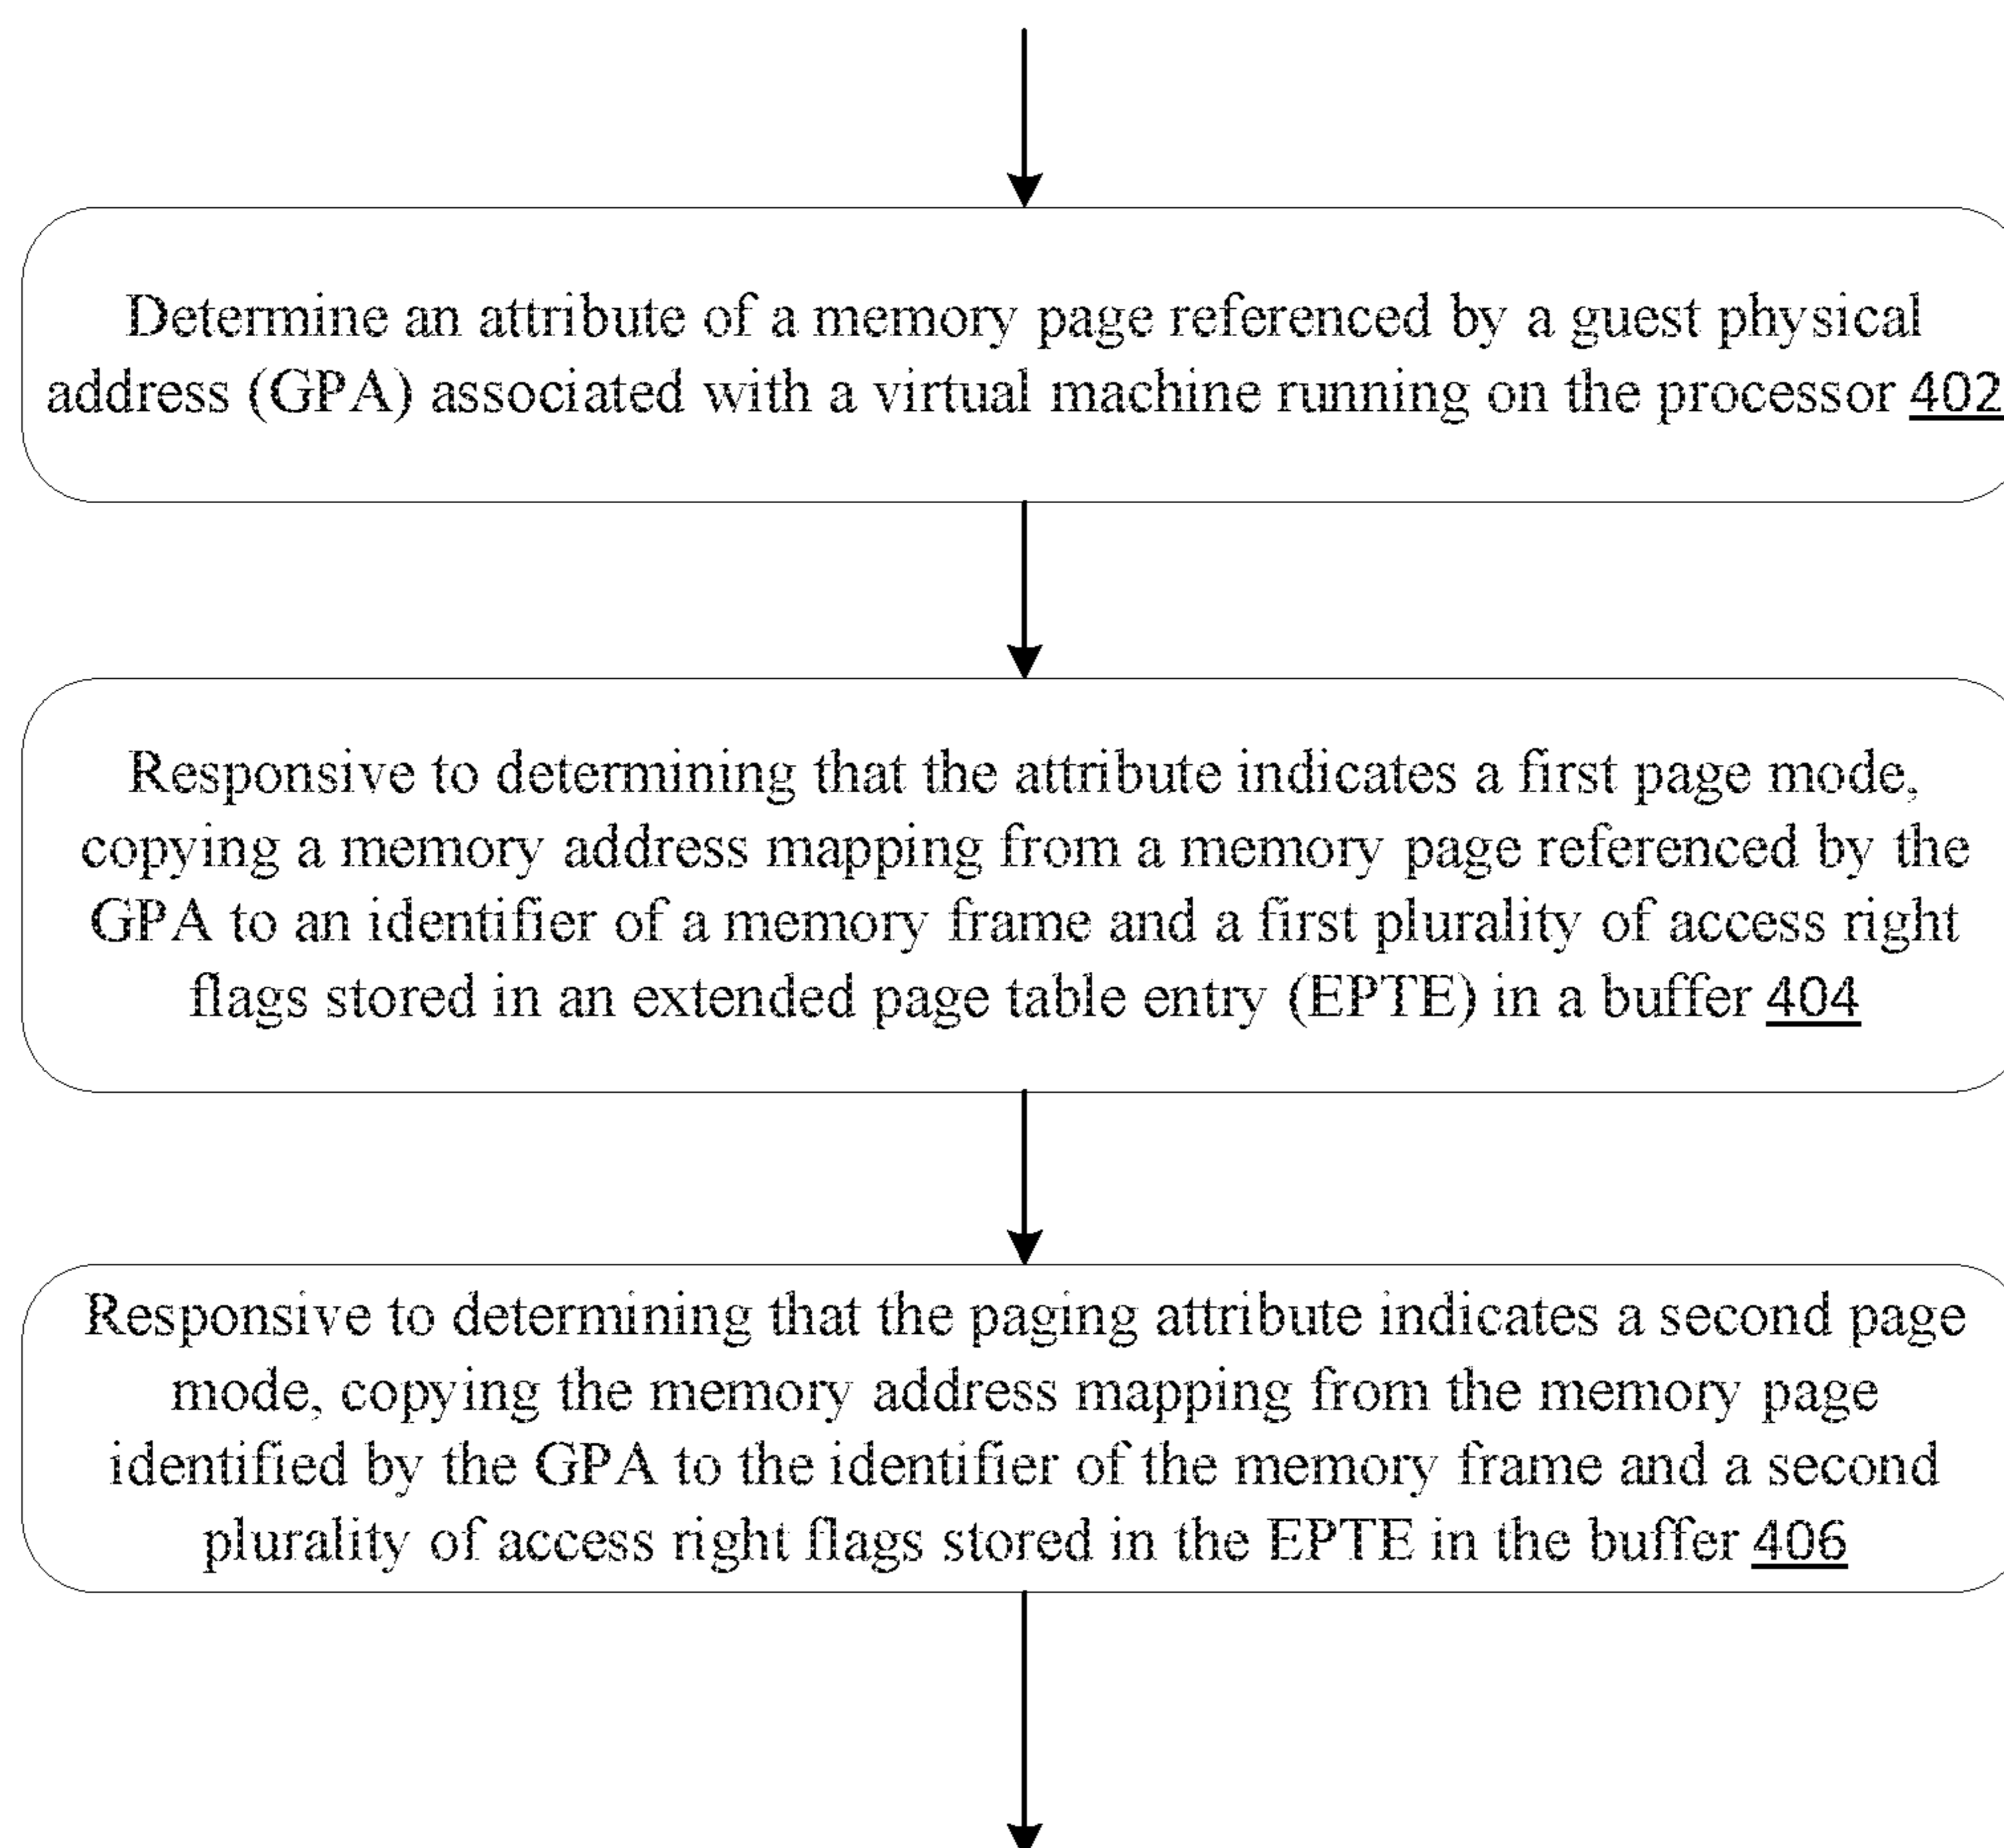 Determine an attribute of a memory page referenced by a guest physical
address (GPA) associated with a virtual machine running on the processor 402
Responsive to determining that the attribute indicates a first page mode,
copying a memory address mapping from a memory page referenced by the
GPA to an identifier of a memory frame and a first plurality of access right
flags stored in an extended page table entry (EPTE) in a buffer 404
Responsive to determining that the paging attribute indicates a second page
mode, copying the memory address mapping from the memory page
identified by the GPA to the identifier of the memory frame and a second
plurality of access right flags stored in the EPTE in the buffer 406